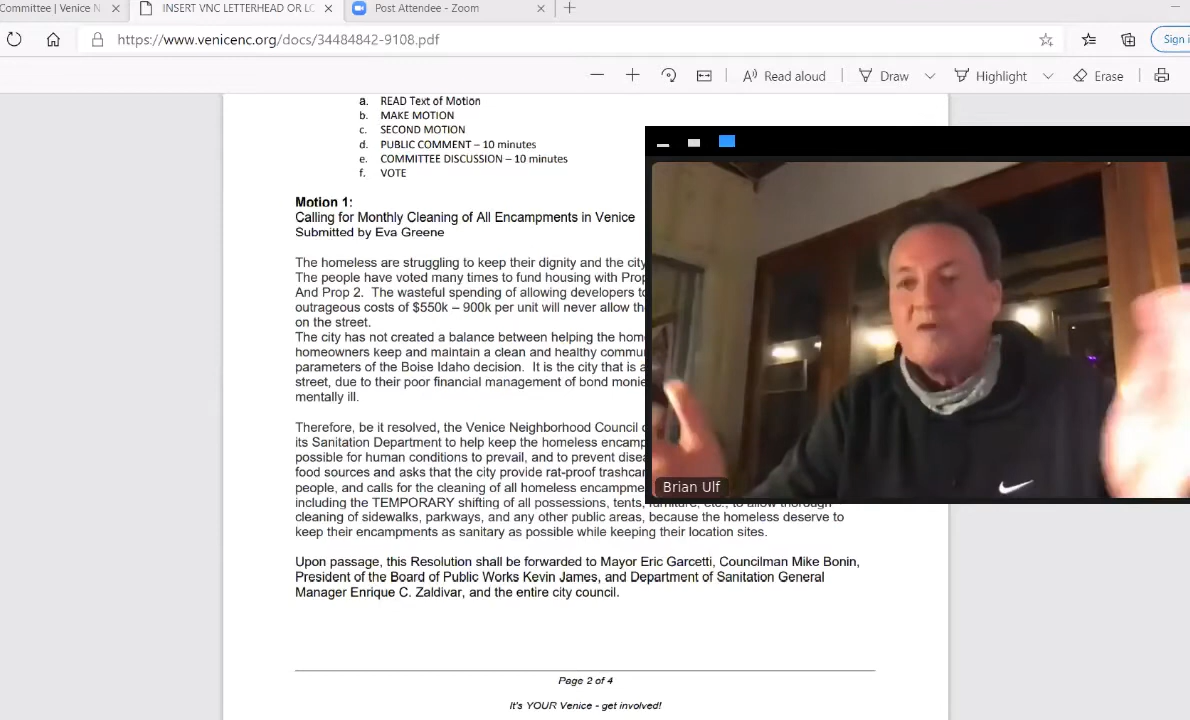 Committee | Venice N
INSERT VNC LETTERHEAD OR LC
Post Attendee - Zoom
https://www.venicenc.org/docs/34484842-9108.pdf
Sign i
Read aloud
Draw
Highlight
Erase
a. READ Text of Motion
b. MAKE MOTION
c. SECOND MOTION
d. PUBLIC COMMENT – 10 minutes
e. COMMITTEE DISCUSSION – 10 minutes
f. VOTE
Motion 1:
Calling for Monthly Cleaning of All Encampments in Venice
Submitted by Eva Greene
The homeless are struggling to keep their dignity and the city
The people have voted many times to fund housing with Prop
And Prop 2. The wasteful spending of allowing developers to
outrageous costs of $550k – 900k per unit will never allow th
on the street.
The city has not created a balance between helping the hom
homeowners keep and maintain a clean and healthy commu
parameters of the Boise Idaho decision. It is the city that is a
street, due to their poor financial management of bond monie
mentally ill.
Therefore, be it resolved, the Venice Neighborhood Council c
its Sanitation Department to help keep the homeless encamp
possible for human conditions to prevail, and to prevent disea
food sources and asks that the city provide rat-proof trashcar
people, and calls for the cleaning of all homeless encampme
including the TEMPORARY shifting of all possessions, tents, furniture, etc., to allow thorough
cleaning of sidewalks, parkways, and any other public areas, because the homeless deserve to
keep their encampments as sanitary as possible while keeping their location sites.
Upon passage, this Resolution shall be forwarded to Mayor Eric Garcetti, Councilman Mike Bonin,
President of the Board of Public Works Kevin James, and Department of Sanitation General
Manager Enrique C. Zaldivar, and the entire city council.
Page 2 of 4
It's YOUR Venice - get involved!
Brian Ulf